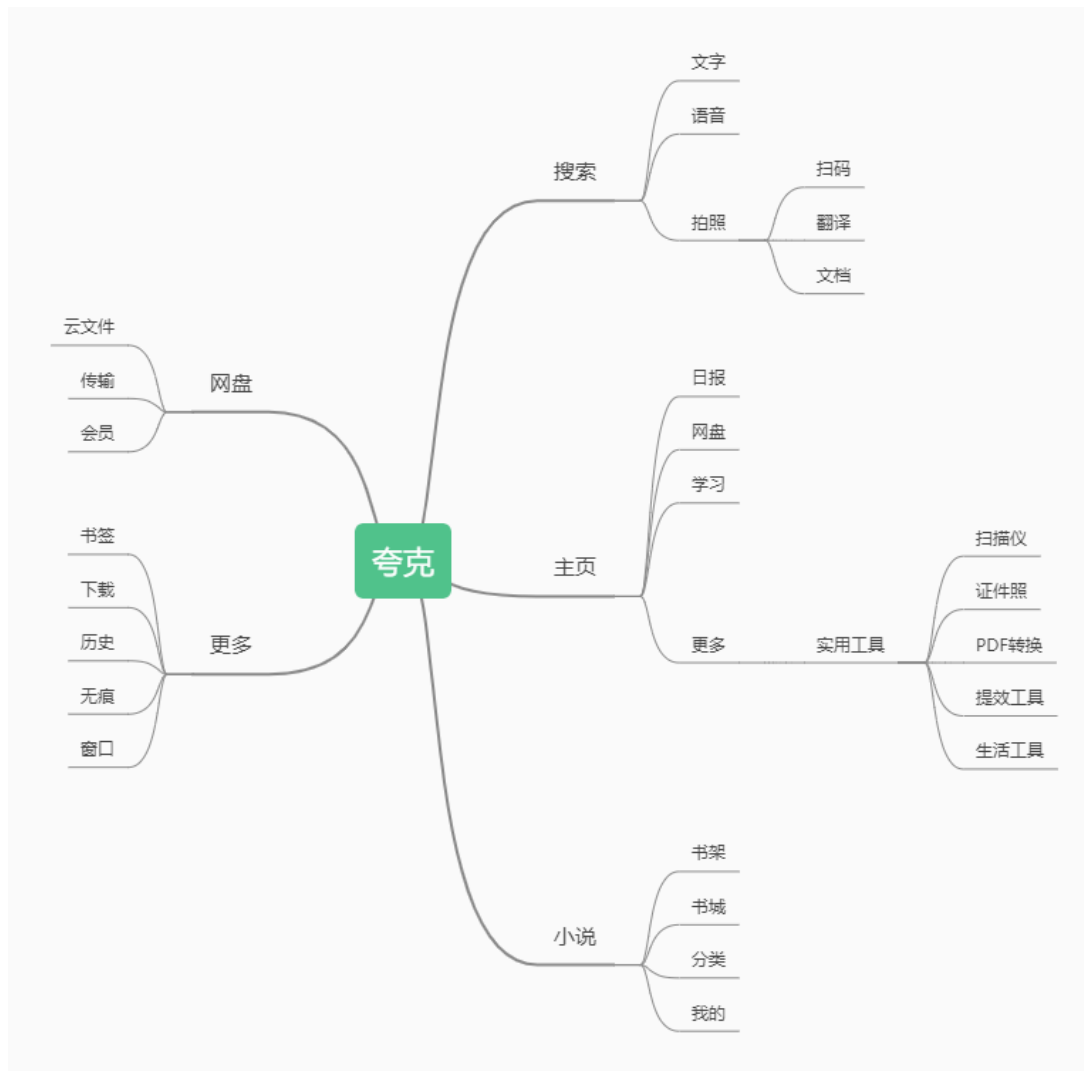 夸克
搜索
文字
语音
拍照
扫码
翻译
文档
主页
日报
网盘
学习
更多
实用工具
扫描仪
证件照
PDF转换
提效工具
生活工具
小说
书架
书城
分类
我的
网盘
云文件
传输
会员
更多
书签
下载
历史
无痕
窗口